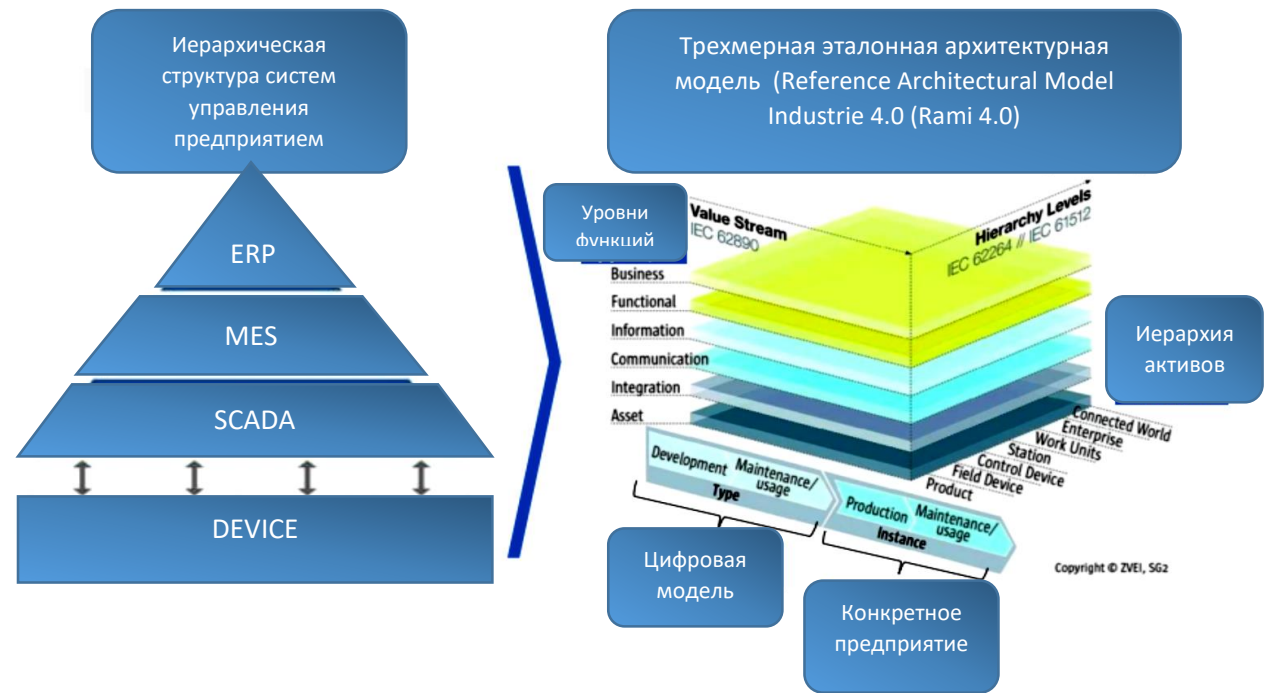 Иерархическая
структура систем
управления
предприятием
ERP
MES
SCADA
DEVICE
Трехмерная эталонная архитектурная
модель (Reference Architectural Model
Industrie 4.0 (Rami 4.0)
Уровни
функций
Value Stream
IEC 62890
Hierarchy Levels
IEC 62264 // IEC 61512
Business
Functional
Information
Communication
Integration
Asset
Иерархия
активов
Connected World
Enterprise
Work Units
Station
Control Device
Field Device
Product
Development
Maintenance/
usage
Type
Production
Maintenance/
usage
Instance
Цифровая
модель
Конкретное
предприятие
Copyright © ZVEI, SG2